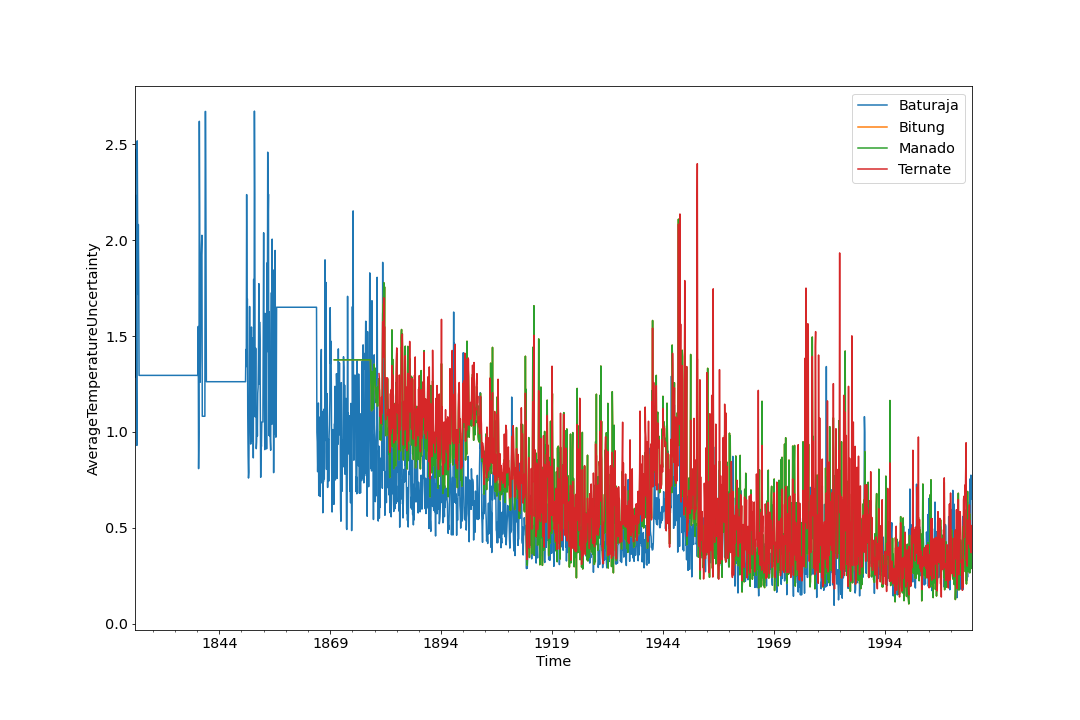 Baturaja
Bitung
Manado
Ternate
AverageTemperatureUncertainty
2.5
2.0
1.5
1.0
0.5
0.0
1844 1869 1894 1919 1944 1969 1994
Time